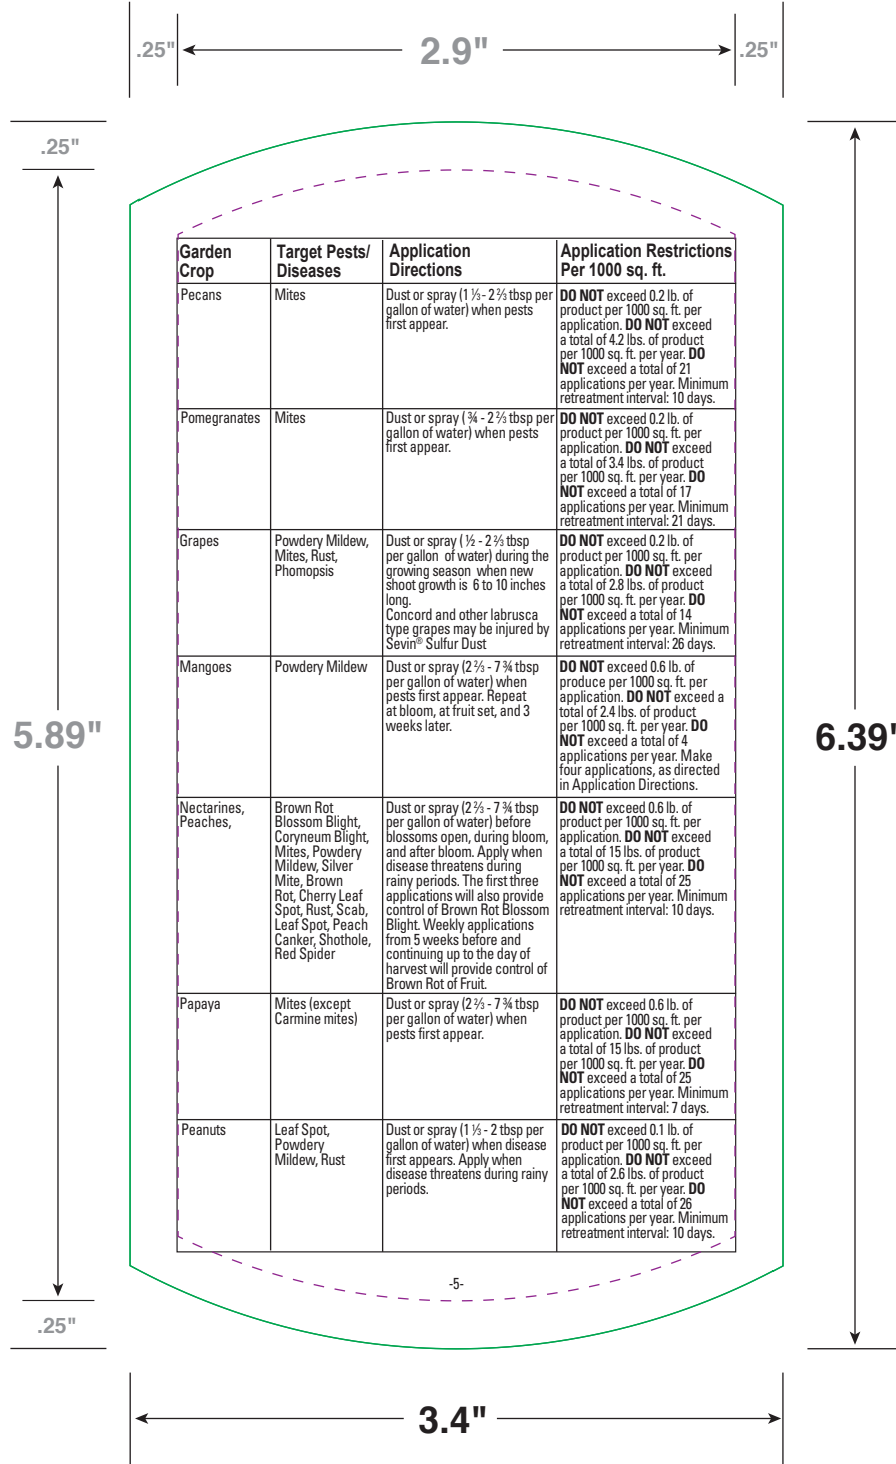 .25"
2.9"
.25"
.25"
Garden
Crop
Target Pests/
Diseases
Application
Directions
Application Restrictions
Per 1000 sq. ft.
Pecans
Mites
Dust or spray (1 ⅓ - 2 ⅔ tbsp per
gallon of water) when pests
first appear.
DO NOT exceed 0.2 lb. of
product per 1000 sq. ft. per
application. DO NOT exceed
a total of 4.2 lbs. of product
per 1000 sq. ft. per year. DO
NOT exceed a total of 21
applications per year. Minimum
retreatment interval: 10 days.
Pomegranates
Mites
Dust or spray ( ¾ - 2 ⅔ tbsp per
gallon of water) when pests
first appear.
DO NOT exceed 0.2 lb. of
product per 1000 sq. ft. per
application. DO NOT exceed
a total of 3.4 lbs. of product
per 1000 sq. ft. per year. DO
NOT exceed a total of 17
applications per year. Minimum
retreatment interval: 21 days.
Grapes
Powdery Mildew,
Mites, Rust,
Phomopsis
Dust or spray ( ½ - 2 ⅔ tbsp
per gallon of water) during the
growing season when new
shoot growth is 6 to 10 inches
long.
Concord and other labrusca
type grapes may be injured by
Sevin® Sulfur Dust
DO NOT exceed 0.2 lb. of
product per 1000 sq. ft. per
application. DO NOT exceed
a total of 2.8 lbs. of product
per 1000 sq. ft. per year. DO
NOT exceed a total of 14
applications per year. Minimum
retreatment interval: 26 days.
Mangoes
Powdery Mildew
Dust or spray (2 ⅔ - 7 ¾ tbsp
per gallon of water) when
pests first appear. Repeat
at bloom, at fruit set, and 3
weeks later.
DO NOT exceed 0.6 lb. of
produce per 1000 sq. ft. per
application. DO NOT exceed a
total of 2.4 lbs. of product
per 1000 sq. ft. per year. DO
NOT exceed a total of 4
applications per year. Make
four applications, as directed
in Application Directions.
5.89"
6.39"
Nectarines,
Peaches,
Brown Rot
Blossom Blight,
Coryneum Blight,
Mites, Powdery
Mildew, Silver
Mite, Brown
Rot, Cherry Leaf
Spot, Rust, Scab,
Leaf Spot, Peach
Canker, Shothole,
Red Spider
Dust or spray (2 ⅔ - 7 ¾ tbsp
per gallon of water) before
blossoms open, during bloom,
and after bloom. Apply when
disease threatens during
rainy periods. The first three
applications will also provide
control of Brown Rot Blossom
Blight. Weekly applications
from 5 weeks before and
continuing up to the day of
harvest will provide control of
Brown Rot of Fruit.
DO NOT exceed 0.6 lb. of
product per 1000 sq. ft. per
application. DO NOT exceed
a total of 15 lbs. of product
per 1000 sq. ft. per year. DO
NOT exceed a total of 25
applications per year. Minimum
retreatment interval: 10 days.
Papaya
Mites (except
Carmine mites)
Dust or spray (2 ⅔ - 7 ¾ tbsp
per gallon of water) when
pests first appear.
DO NOT exceed 0.6 lb. of
product per 1000 sq. ft. per
application. DO NOT exceed
a total of 15 lbs. of product
per 1000 sq. ft. per year. DO
NOT exceed a total of 25
applications per year. Minimum
retreatment interval: 7 days.
Peanuts
Leaf Spot,
Powdery
Mildew, Rust
Dust or spray (1 ⅓ - 2 tbsp per
gallon of water) when disease
first appears. Apply when
disease threatens during rainy
periods.
DO NOT exceed 0.1 lb. of
product per 1000 sq. ft. per
application. DO NOT exceed
a total of 2.6 lbs. of product
per 1000 sq. ft. per year. DO
NOT exceed a total of 26
applications per year. Minimum
retreatment interval: 10 days.
-5-
.25"
3.4"